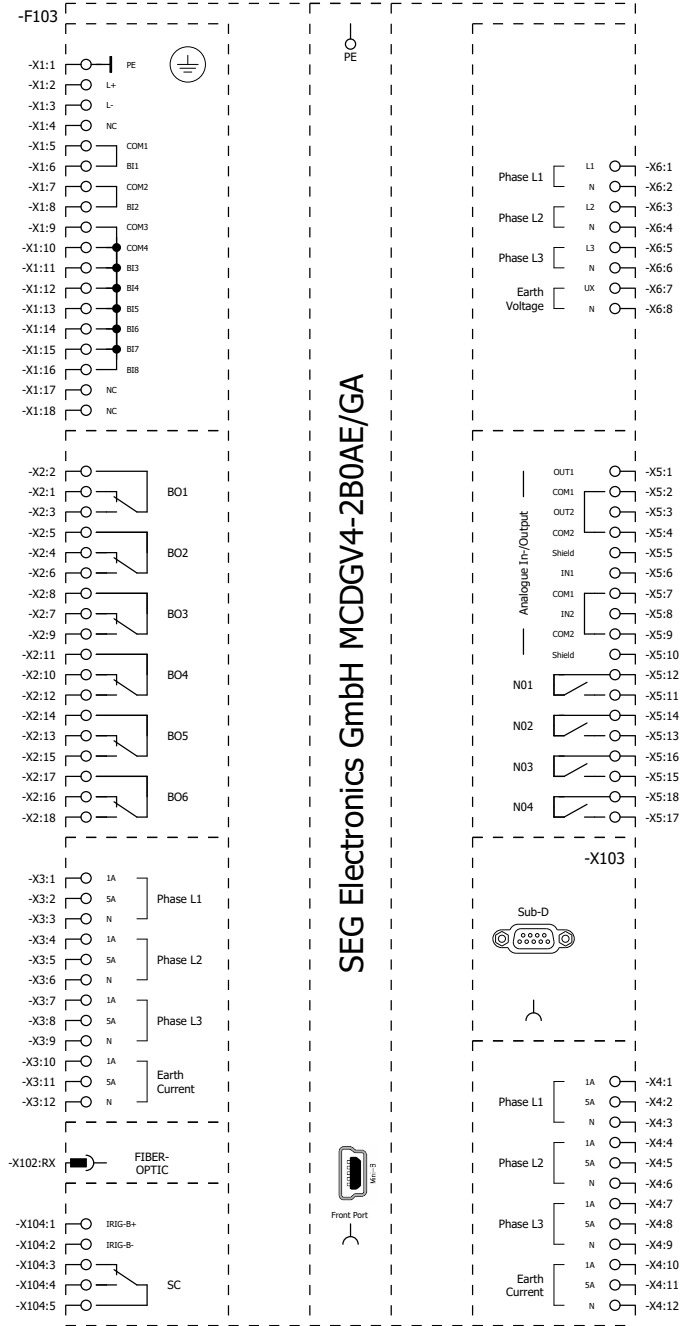 -F103
PE
-X1:1 PE
-X1:2 L+
-X1:3 L-
-X1:4 NC
-X1:5 COM1
-X1:6 BI1
-X1:7 COM2
-X1:8 BI2
-X1:9 COM3
-X1:10 COM4
-X1:11 BI3
-X1:12 BI4
-X1:13 BI5
-X1:14 BI6
-X1:15 BI7
-X1:16 BI8
-X1:17 NC
-X1:18 NC
-X2:2
-X2:1 BO1
-X2:3
-X2:5
-X2:4 BO2
-X2:6
-X2:8
-X2:7 BO3
-X2:9
-X2:11
-X2:10 BO4
-X2:12
-X2:14
-X2:13 BO5
-X2:15
-X2:17
-X2:16 BO6
-X2:18
-X3:1 1A
-X3:2 5A Phase L1
-X3:3 N
-X3:4 1A
-X3:5 5A Phase L2
-X3:6 N
-X3:7 1A
-X3:8 5A Phase L3
-X3:9 N
-X3:10 1A
-X3:11 5A Earth Current
-X3:12 N
-X102:RX FIBER-
OPTIC
-X104:1 IRIG-B+
-X104:2 IRIG-B-
-X104:3
-X104:4 SC
-X104:5
SEG Electronics GmbH MCDGV4-2B0AE/GA
Mini-B
Front Port
Phase L1 L1 -X6:1
N -X6:2
Phase L2 L2 -X6:3
N -X6:4
Phase L3 L3 -X6:5
N -X6:6
Earth Voltage UX -X6:7
N -X6:8
Analogue In-/Output
OUT1 -X5:1
COM1 -X5:2
OUT2 -X5:3
COM2 -X5:4
Shield -X5:5
IN1 -X5:6
COM1 -X5:7
IN2 -X5:8
COM2 -X5:9
Shield -X5:10
N01 -X5:12
-X5:11
N02 -X5:14
-X5:13
N03 -X5:16
-X5:15
N04 -X5:18
-X5:17
-X103
Sub-D
1A -X4:1
Phase L1 5A -X4:2
N -X4:3
1A -X4:4
Phase L2 5A -X4:5
N -X4:6
1A -X4:7
Phase L3 5A -X4:8
N -X4:9
1A -X4:10
Earth Current 5A -X4:11
N -X4:12